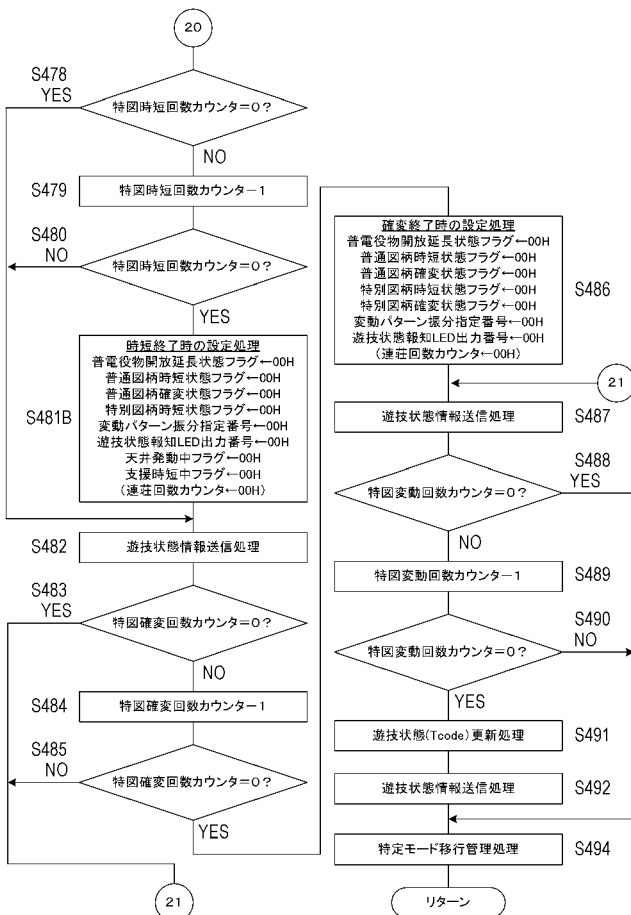 20
S478
YES
特図時短回数カウンタ=0？
NO
S479
特図時短回数カウンタ-1
S480
NO
特図時短回数カウンタ=0？
YES
S481B
時短終了時の設定処理
普電役物開放延長状態フラグ←00H
普通図柄時短状態フラグ←00H
普通図柄確変状態フラグ←00H
特別図柄時短状態フラグ←00H
変動パターン振分指定番号←00H
遊技状態報知LED出力番号←00H
天井発動中フラグ←00H
支援時短中フラグ←00H
(連荘回数カウンタ←00H)
S482
遊技状態情報送信処理
S483
YES
特図確変回数カウンタ=0？
NO
S484
特図確変回数カウンタ-1
S485
NO
特図確変回数カウンタ=0？
YES
21
確変終了時の設定処理
普電役物開放延長状態フラグ←00H
普通図柄時短状態フラグ←00H
普通図柄確変状態フラグ←00H
特別図柄時短状態フラグ←00H
特別図柄確変状態フラグ←00H
変動パターン振分指定番号←00H
遊技状態報知LED出力番号←00H
(連荘回数カウンタ←00H)
S486
21
遊技状態情報送信処理
S487
S488
YES
特図変動回数カウンタ=0？
NO
特図変動回数カウンタ-1
S489
S490
NO
特図変動回数カウンタ=0？
YES
遊技状態(Tcode)更新処理
S491
遊技状態情報送信処理
S492
特定モード移行管理処理
S494
リターン